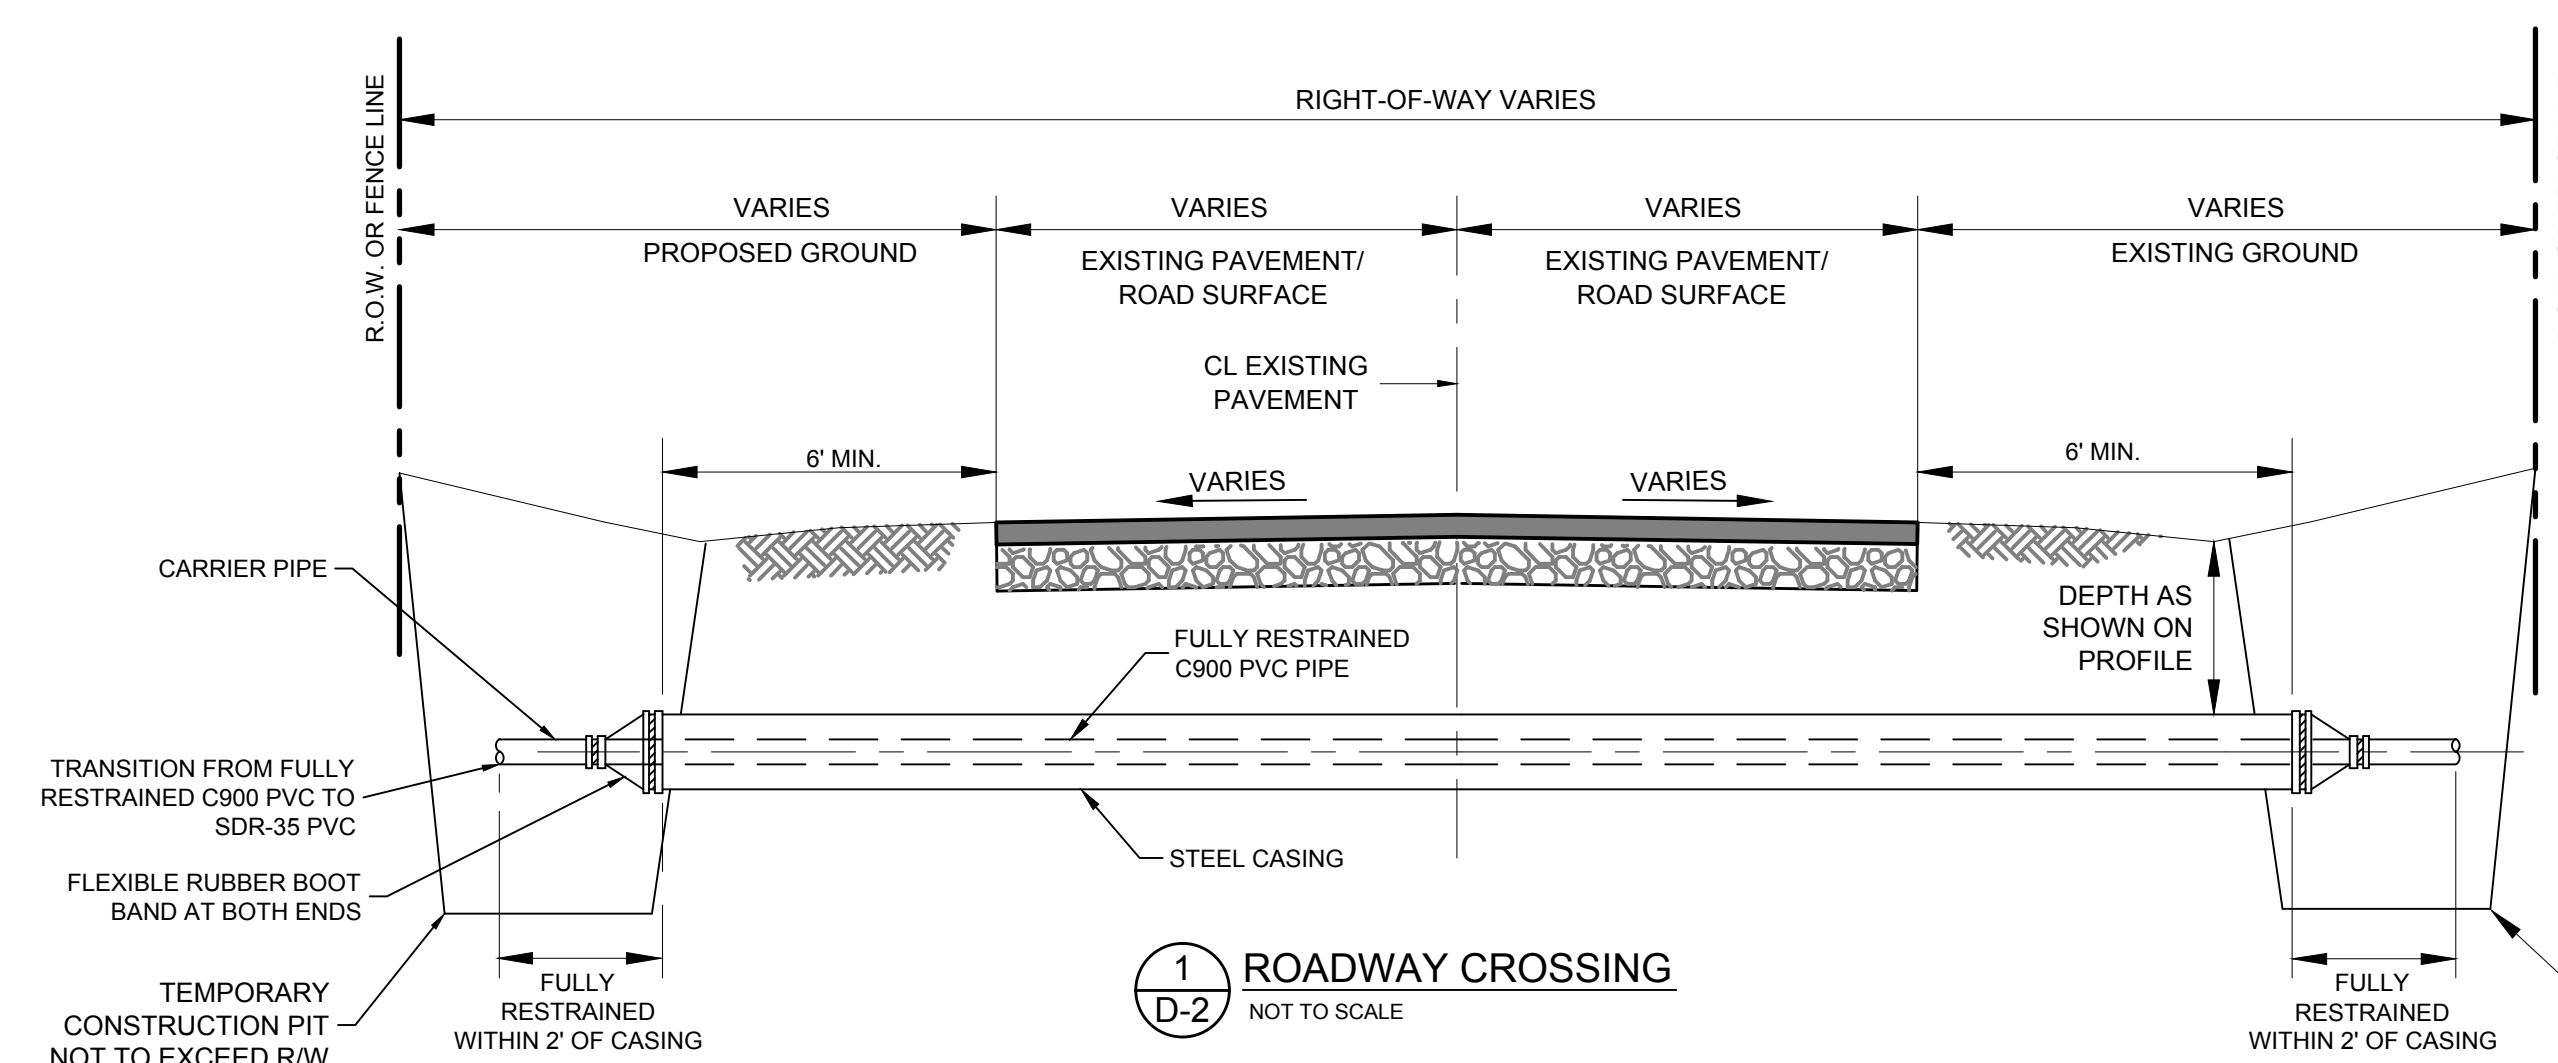 RIGHT-OF-WAY VARIES
R.O.W. OR FENCE LINE
VARIES
PROPOSED GROUND
VARIES
EXISTING PAVEMENT/
ROAD SURFACE
VARIES
EXISTING PAVEMENT/
ROAD SURFACE
VARIES
EXISTING GROUND
CL EXISTING
PAVEMENT
6' MIN.
VARIES
VARIES
6' MIN.
CARRIER PIPE
DEPTH AS
SHOWN ON
PROFILE
FULLY RESTRAINED
C900 PVC PIPE
TRANSITION FROM FULLY
RESTRAINED C900 PVC TO
SDR-35 PVC
STEEL CASING
FLEXIBLE RUBBER BOOT
BAND AT BOTH ENDS
TEMPORARY
CONSTRUCTION PIT
NOT TO EXCEED R/W
FULLY
RESTRAINED
WITHIN 2' OF CASING
1
D-2
ROADWAY CROSSING
NOT TO SCALE
FULLY
RESTRAINED
WITHIN 2' OF CASING